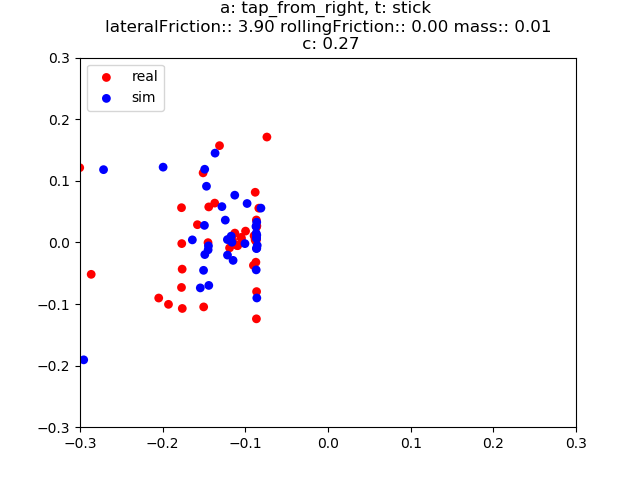 a: tap_from_right, t: stick
lateralFriction:: 3.90 rollingFriction:: 0.00 mass:: 0.01
c: 0.27
real
sim
0.3
0.2
0.1
0.0
−0.1
−0.2
−0.3
−0.3 −0.2 −0.1 0.0 0.1 0.2 0.3